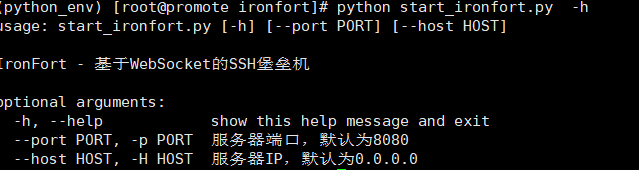 (python_env) [root@promote ironfort]# python start_ironfort.py  -h
usage: start_ironfort.py [-h] [--port PORT] [--host HOST]
IronFort - 基于WebSocket的SSH堡垒机
optional arguments:
  -h, --help            show this help message and exit
  --port PORT, -p PORT  服务器端口，默认为8080
  --host HOST, -H HOST  服务器IP，默认为0.0.0.0